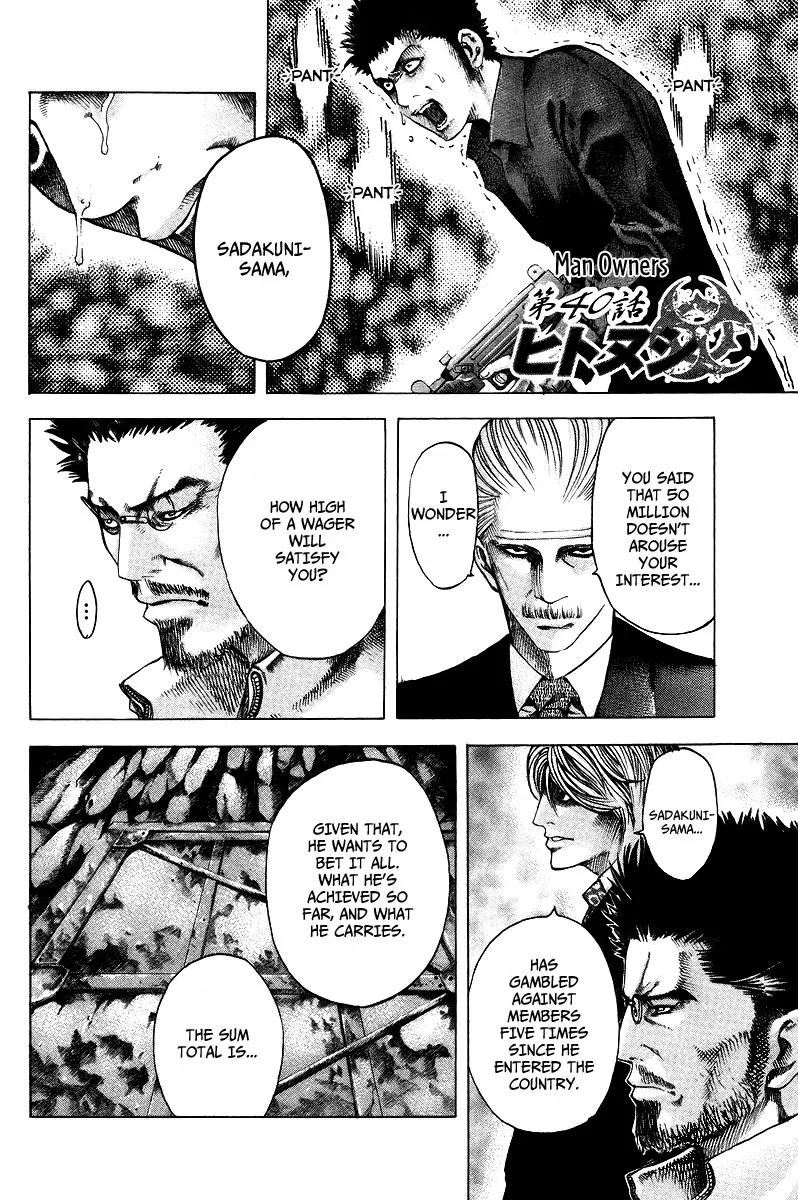 PANT
PANT
PANT
Man Owners
第40話
ヒトヌシ
SADAKUNI-
SAMA,
YOU SAID
THAT 50
MILLION
DOESN'T
AROUSE
YOUR
INTEREST...
I
WONDER
...
HOW HIGH
OF A WAGER
WILL
SATISFY
YOU?
...
SADAKUNI-
SAMA...
HAS
GAMBLED
AGAINST
MEMBERS
FIVE TIMES
SINCE HE
ENTERED THE
COUNTRY.
GIVEN THAT,
HE WANTS TO
BET IT ALL.
WHAT HE'S
ACHIEVED SO
FAR, AND WHAT
HE CARRIES.
THE SUM
TOTAL IS...